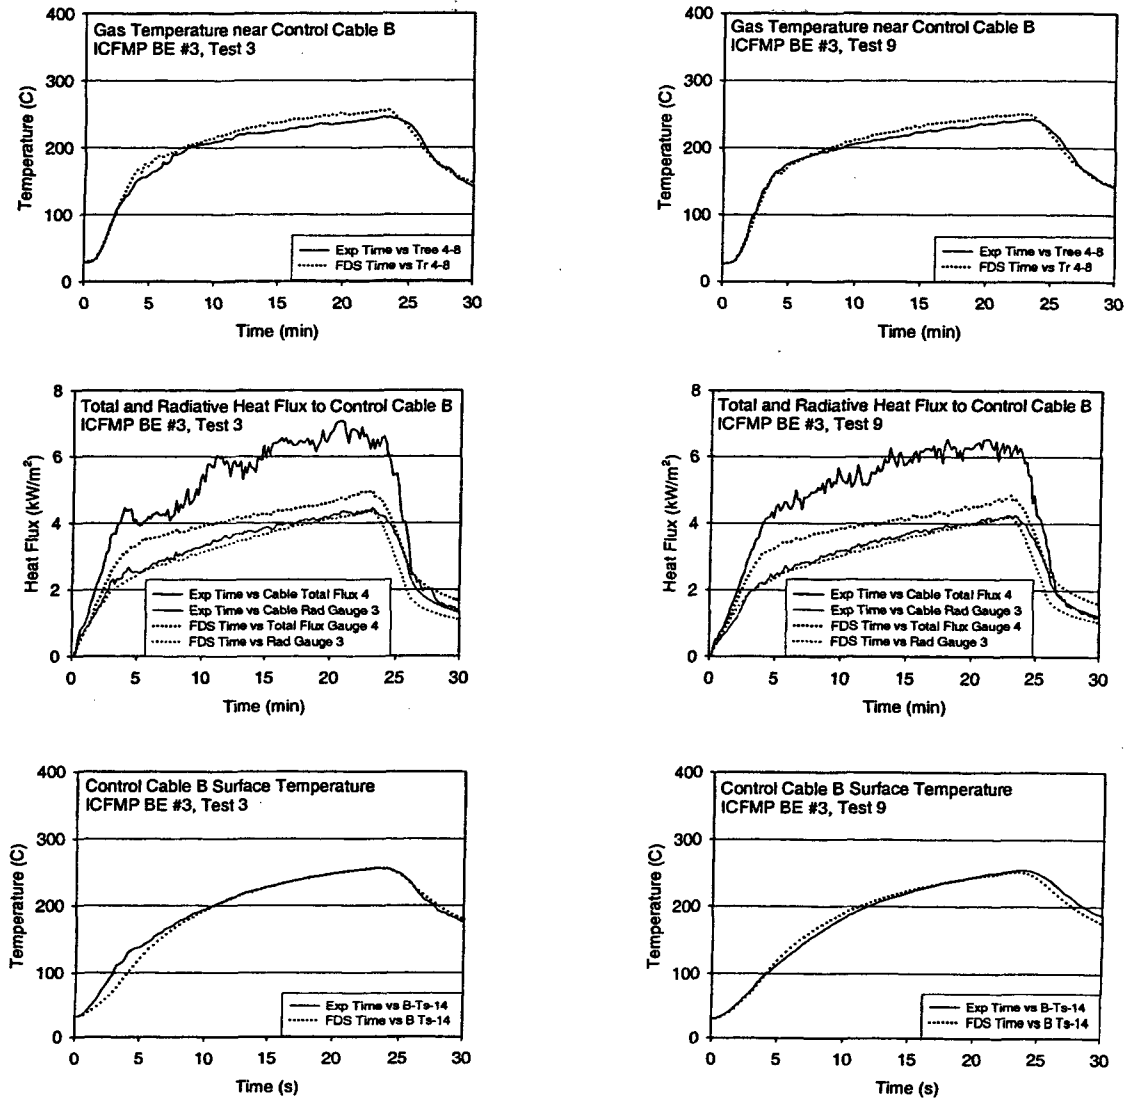 Gas Temperature near Control Cable B
ICFMP BE #3, Test 3
400
300
200
100
0
Temperature (C)
Exp Time vs Tree 4-8
FDS Time vs Tr 4-8
0 5 10 15 20 25 30
Time (min)
Gas Temperature near Control Cable B
ICFMP BE #3, Test 9
400
300
200
100
0
Temperature (C)
Exp Time vs Tree 4-8
FDS Time vs Tr 4-8
0 5 10 15 20 25 30
Time (min)
Total and Radiative Heat Flux to Control Cable B
ICFMP BE #3, Test 3
8
6
4
2
0
Heat Flux (kW/m²)
Exp Time vs Cable Total Flux 4
Exp Time vs Cable Rad Gauge 3
FDS Time vs Total Flux Gauge 4
FDS Time vs Rad Gauge 3
0 5 10 15 20 25 30
Time (min)
Total and Radiative Heat Flux to Control Cable B
ICFMP BE #3, Test 9
8
6
4
2
0
Heat Flux (kW/m²)
Exp Time vs Cable Total Flux 4
Exp Time vs Cable Rad Gauge 3
FDS Time vs Total Flux Gauge 4
FDS Time vs Rad Gauge 3
0 5 10 15 20 25 30
Time (min)
Control Cable B Surface Temperature
ICFMP BE #3, Test 3
400
300
200
100
0
Temperature (C)
Exp Time vs B-Ts-14
FDS Time vs B Ts-14
0 5 10 15 20 25 30
Time (s)
Control Cable B Surface Temperature
ICFMP BE #3, Test 9
400
300
200
100
0
Temperature (C)
Exp Time vs B-Ts-14
FDS Time vs B Ts-14
0 5 10 15 20 25 30
Time (s)